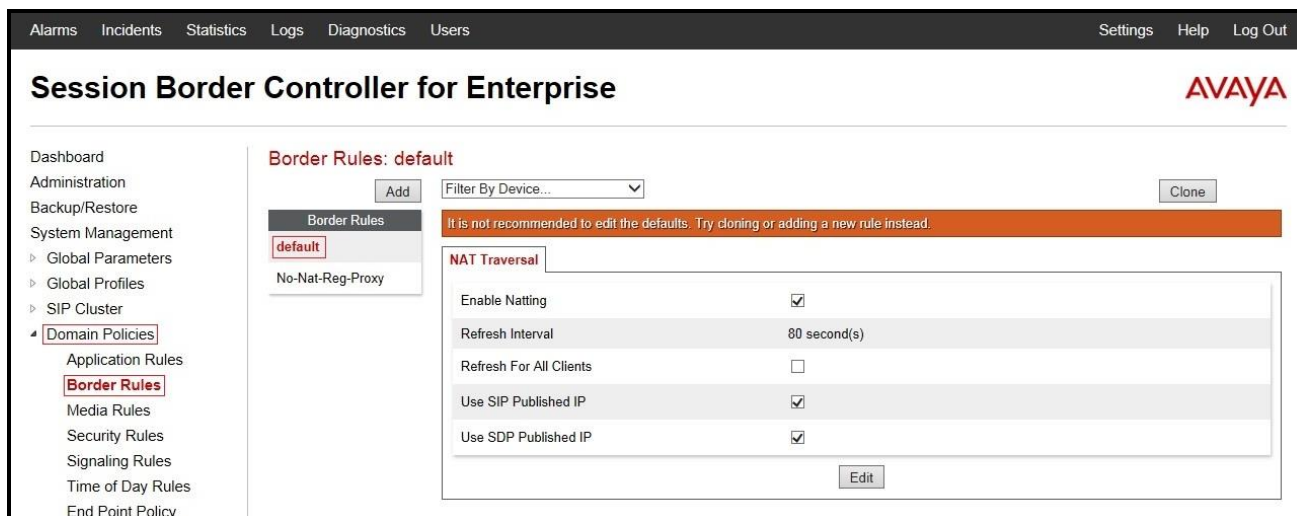 Alarms Incidents Statistics Logs Diagnostics Users Settings Help Log Out
Session Border Controller for Enterprise
AVAYA
Dashboard
Administration
Backup/Restore
System Management
Global Parameters
Global Profiles
SIP Cluster
Domain Policies
Application Rules
Border Rules
Media Rules
Security Rules
Signaling Rules
Time of Day Rules
End Point Policy
Border Rules: default
Add
Filter By Device...
Clone
Border Rules
default
No-Nat-Reg-Proxy
It is not recommended to edit the defaults. Try cloning or adding a new rule instead.
NAT Traversal
Enable Natting
Refresh Interval 80 second(s)
Refresh For All Clients
Use SIP Published IP
Use SDP Published IP
Edit